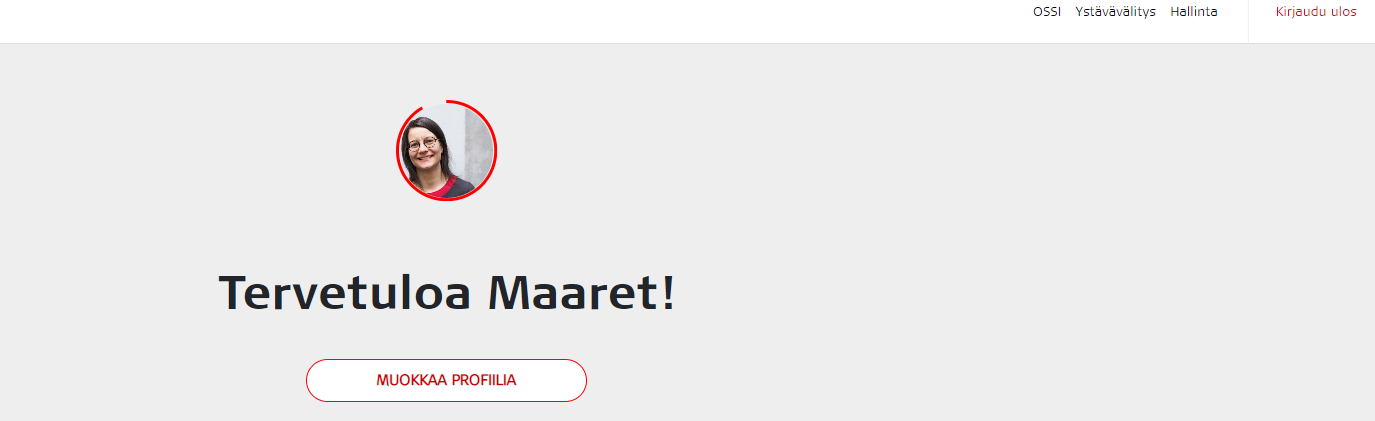 OSSI Ystävävälitys Hallinta Kirjaudu ulos
Tervetuloa Maaret!
MUOKKAA PROFIILIA